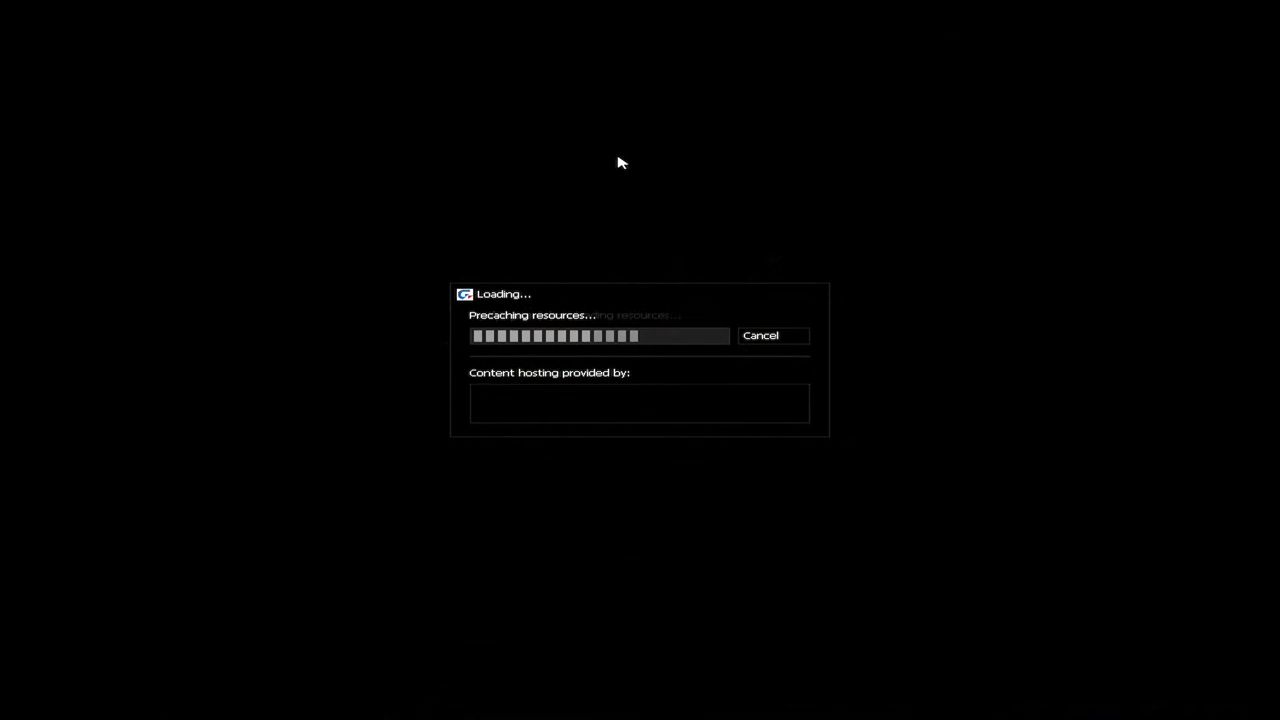 Loading...
Precaching resources...
Cancel
Content hosting provided by: